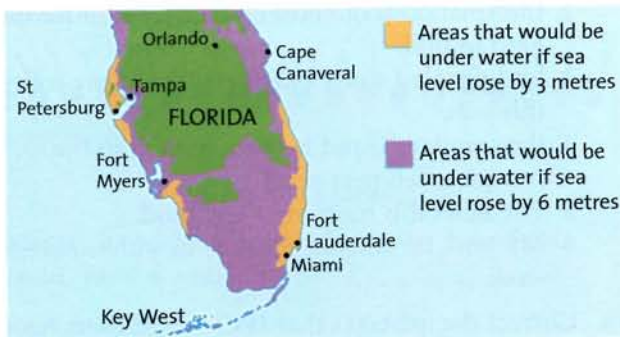 Orlando
Cape
Canaveral
St
Petersburg
Tampa
FLORIDA
Fort
Myers
Fort
Lauderdale
Miami
Key West
Areas that would be
under water if sea
level rose by 3 metres
Areas that would be
under water if sea
level rose by 6 metres